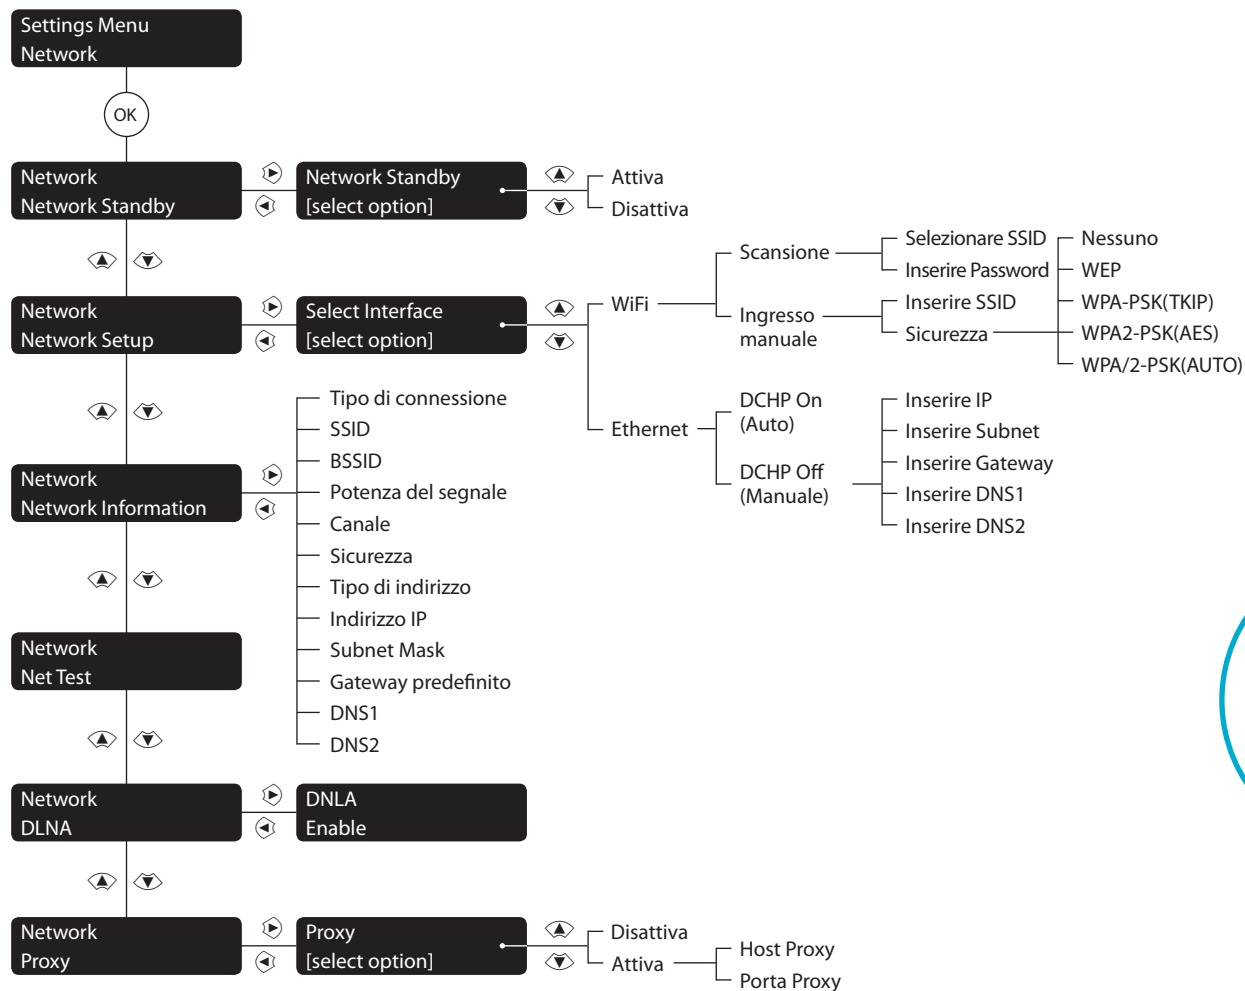 Settings Menu
Network
OK
Network
Network Standby
Network Standby
[select option]
Attiva
Disattiva
Network
Network Setup
Select Interface
[select option]
WiFi
Scansione
Selezionare SSID
Inserire Password
Ingresso
manuale
Inserire SSID
Sicurezza
Nessuno
WEP
WPA-PSK(TKIP)
WPA2-PSK(AES)
WPA/2-PSK(AUTO)
Ethernet
DCHP On
(Auto)
DCHP Off
(Manuale)
Inserire IP
Inserire Subnet
Inserire Gateway
Inserire DNS1
Inserire DNS2
Network
Network Information
Tipo di connessione
SSID
BSSID
Potenza del segnale
Canale
Sicurezza
Tipo di indirizzo
Indirizzo IP
Subnet Mask
Gateway predefinito
DNS1
DNS2
Network
Net Test
Network
DLNA
DNLA
Enable
Network
Proxy
Proxy
[select option]
Disattiva
Attiva
Host Proxy
Porta Proxy